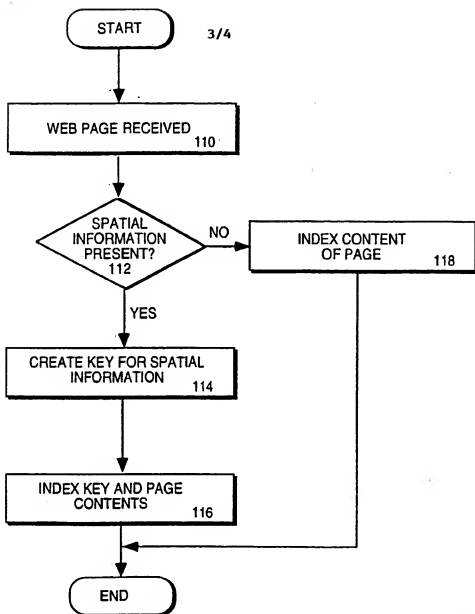 START
3/4
WEB PAGE RECEIVED
110
SPATIAL
INFORMATION
PRESENT?
112
NO
INDEX CONTENT
OF PAGE
118
YES
CREATE KEY FOR SPATIAL
INFORMATION
114
INDEX KEY AND PAGE
CONTENTS
116
END